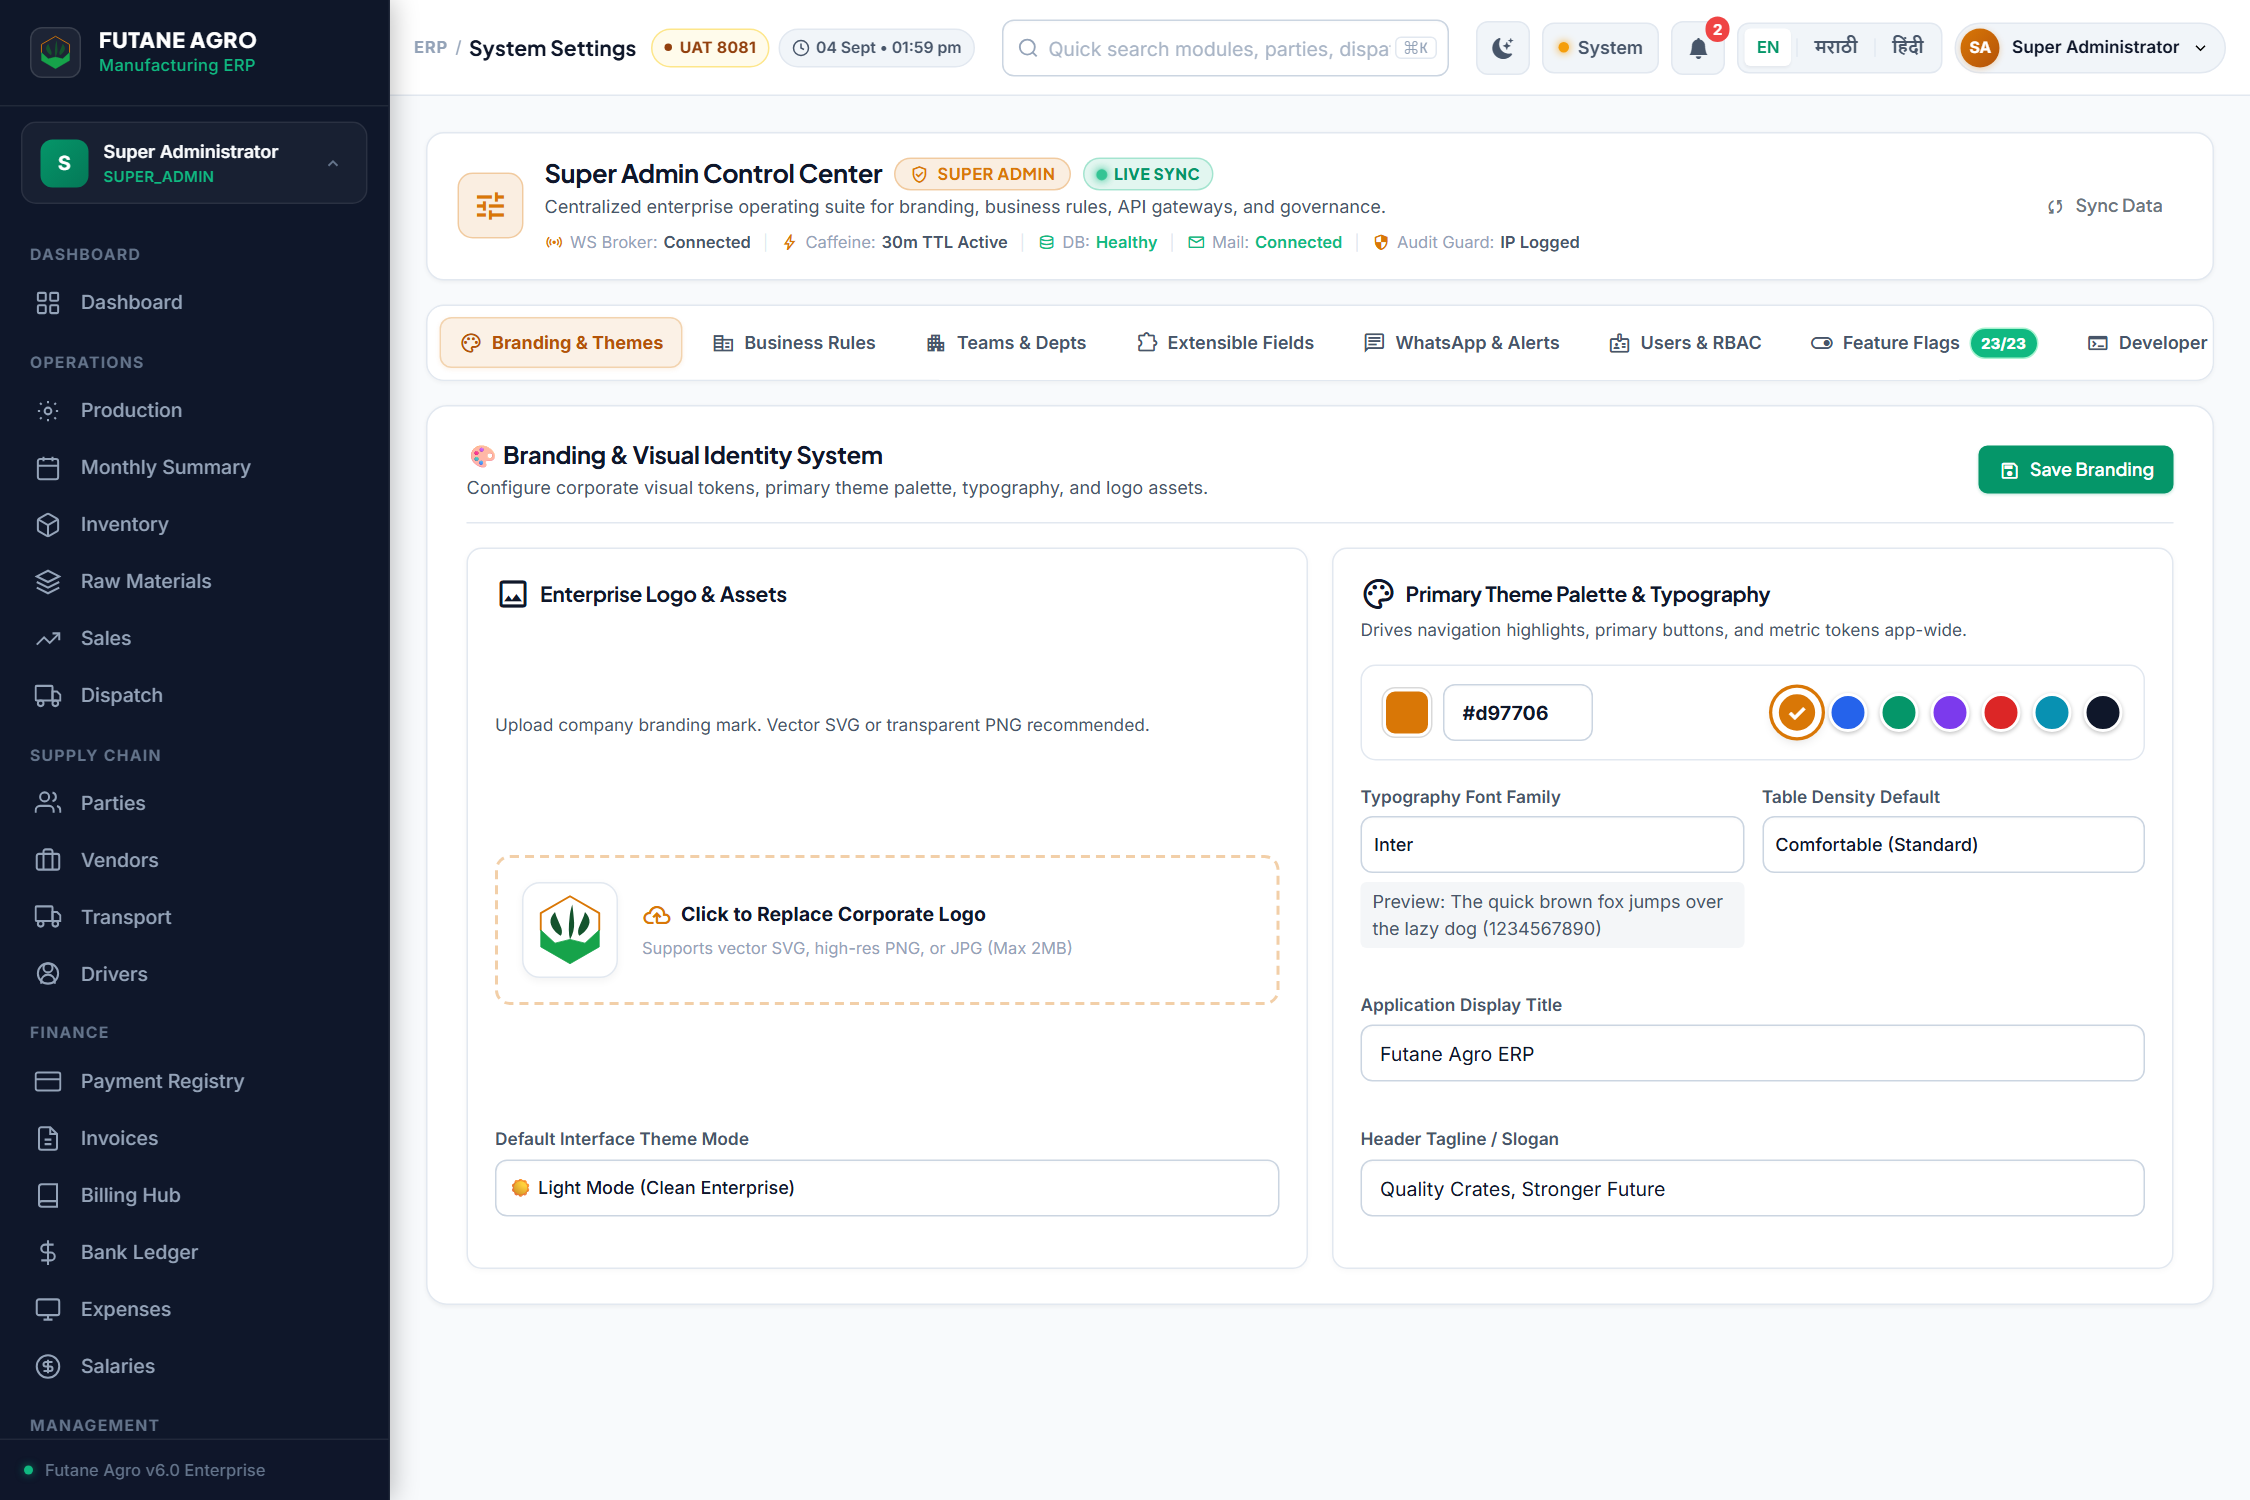 FUTANE AGRO
Manufacturing ERP
S
Super Administrator
SUPER_ADMIN
DASHBOARD
Dashboard
OPERATIONS
Production
Monthly Summary
Inventory
Raw Materials
Sales
Dispatch
SUPPLY CHAIN
Parties
Vendors
Transport
Drivers
FINANCE
Payment Registry
Invoices
Billing Hub
Bank Ledger
Expenses
Salaries
MANAGEMENT
Futane Agro v6.0 Enterprise
ERP / System Settings
UAT 8081
04 Sept • 01:59 pm
Quick search modules, parties, dispa
⌘K
System
2
EN
मराठी
हिंदी
SA
Super Administrator
Super Admin Control Center
SUPER ADMIN
LIVE SYNC
Centralized enterprise operating suite for branding, business rules, API gateways, and governance.
WS Broker: Connected
Caffeine: 30m TTL Active
DB: Healthy
Mail: Connected
Audit Guard: IP Logged
Sync Data
Branding & Themes
Business Rules
Teams & Depts
Extensible Fields
WhatsApp & Alerts
Users & RBAC
Feature Flags 23/23
Developer
Branding & Visual Identity System
Configure corporate visual tokens, primary theme palette, typography, and logo assets.
Save Branding
Enterprise Logo & Assets
Upload company branding mark. Vector SVG or transparent PNG recommended.
Click to Replace Corporate Logo
Supports vector SVG, high-res PNG, or JPG (Max 2MB)
Default Interface Theme Mode
Light Mode (Clean Enterprise)
Primary Theme Palette & Typography
Drives navigation highlights, primary buttons, and metric tokens app-wide.
#d97706
Typography Font Family
Inter
Preview: The quick brown fox jumps over
the lazy dog (1234567890)
Table Density Default
Comfortable (Standard)
Application Display Title
Futane Agro ERP
Header Tagline / Slogan
Quality Crates, Stronger Future